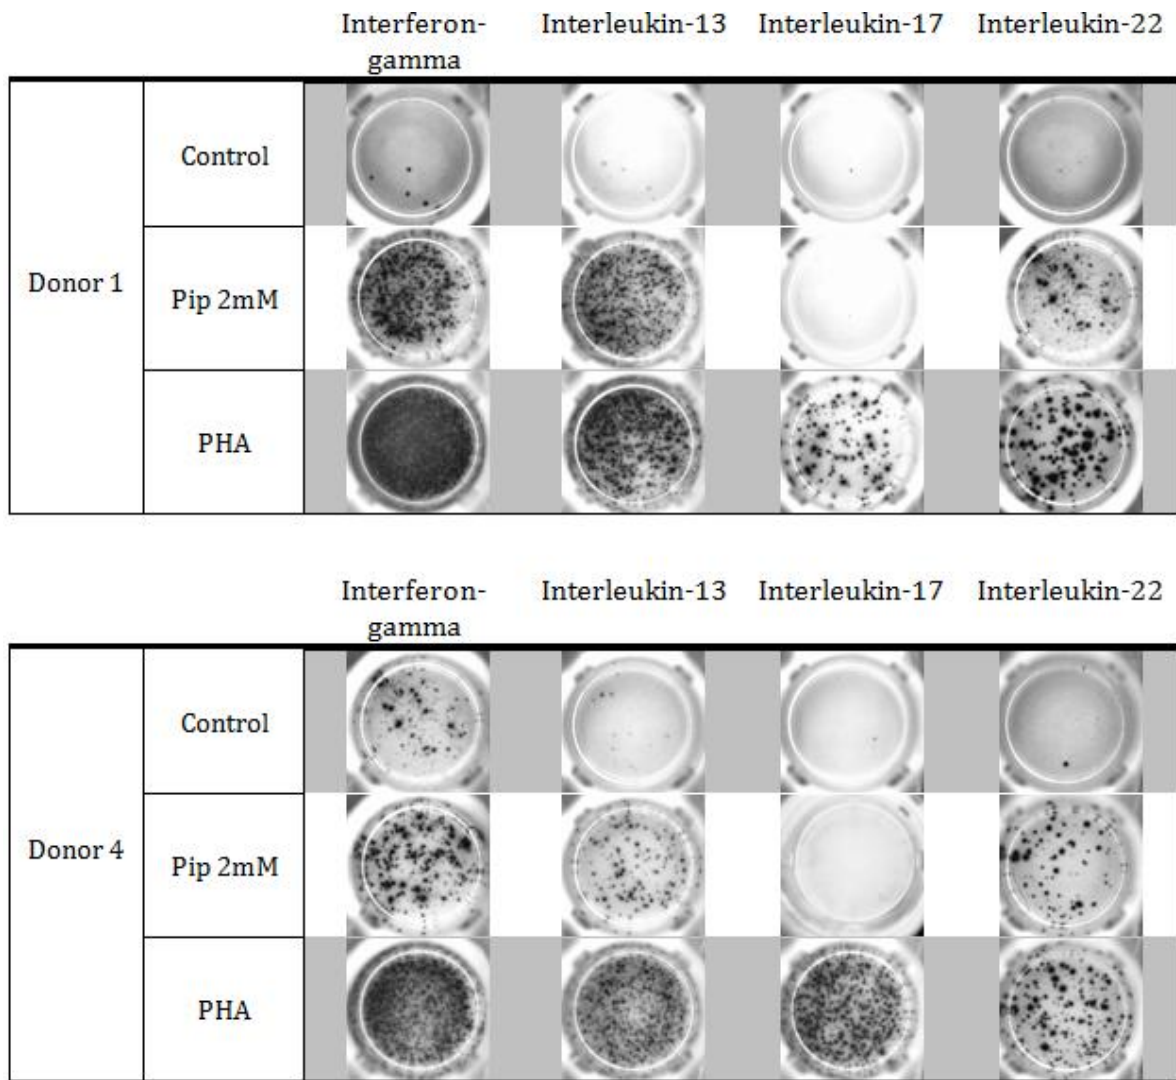 Interferon- Interleukin-13 Interleukin-17 Interleukin-22
gamma
Control
Donor 1
Pip 2mM
PHA
Interferon- Interleukin-13 Interleukin-17 Interleukin-22
gamma
Control
Donor 4
Pip 2mM
PHA